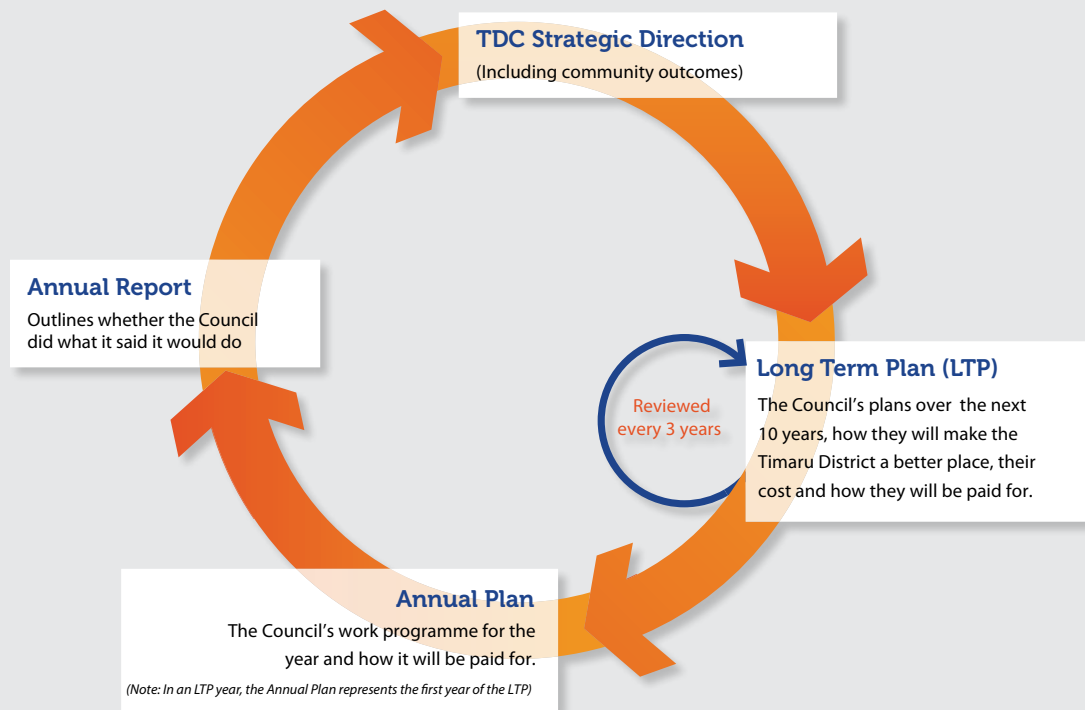 TDC Strategic Direction
(Including community outcomes)
Long Term Plan (LTP)
The Council’s plans over the next
10 years, how they will make the
Timaru District a better place, their
cost and how they will be paid for.
Reviewed
every 3 years
Annual Plan
The Council’s work programme for the
year and how it will be paid for.
(Note: In an LTP year, the Annual Plan represents the first year of the LTP)
Annual Report
Outlines whether the Council
did what it said it would do